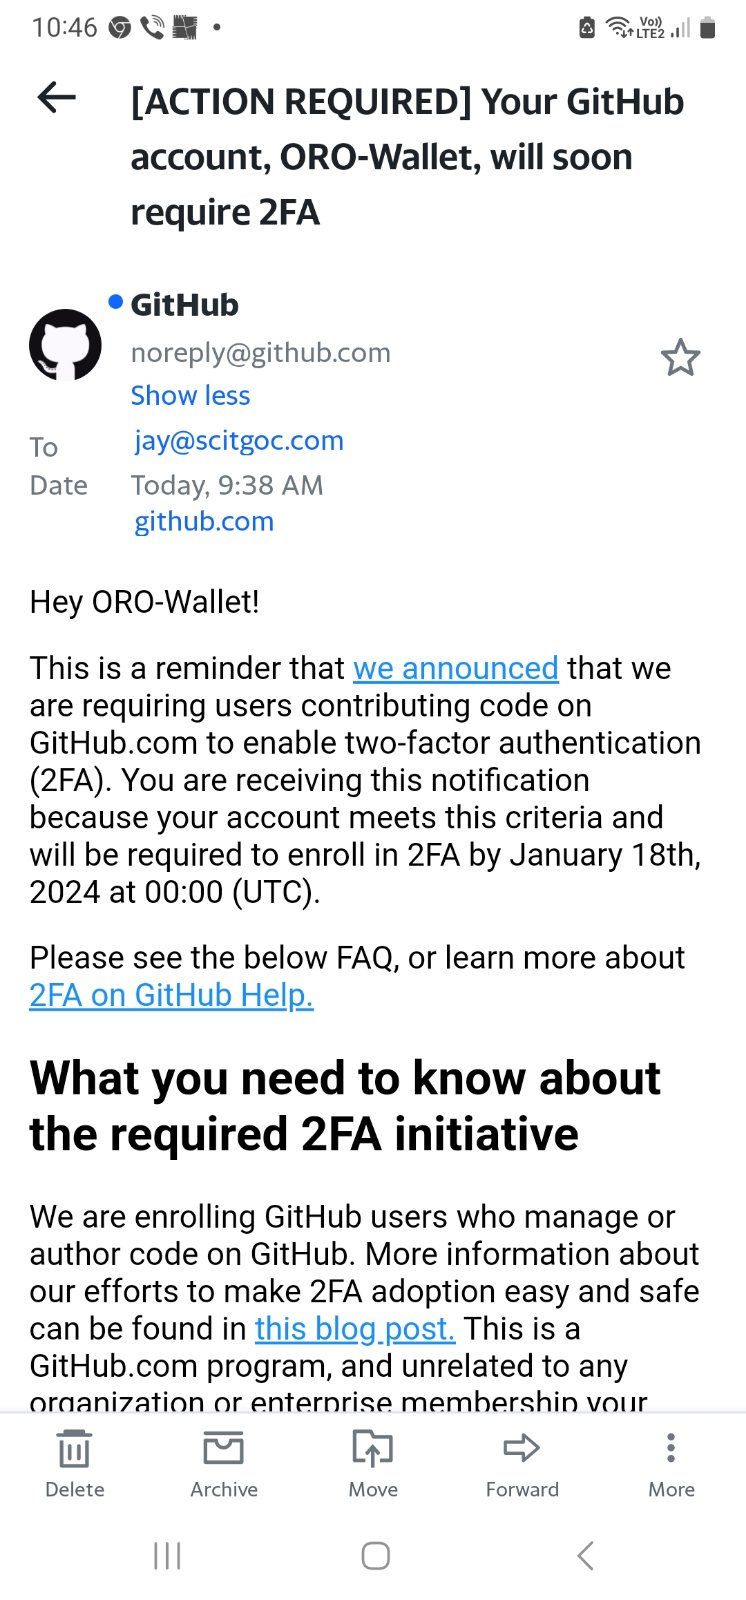 10:46
Vo))
LTE2
[ACTION REQUIRED] Your GitHub
account, ORO-Wallet, will soon
require 2FA
GitHub
noreply@github.com
Show less
To jay@scitgoc.com
Date Today, 9:38 AM
github.com
Hey ORO-Wallet!
This is a reminder that we announced that we
are requiring users contributing code on
GitHub.com to enable two-factor authentication
(2FA). You are receiving this notification
because your account meets this criteria and
will be required to enroll in 2FA by January 18th,
2024 at 00:00 (UTC).
Please see the below FAQ, or learn more about
2FA on GitHub Help.
What you need to know about
the required 2FA initiative
We are enrolling GitHub users who manage or
author code on GitHub. More information about
our efforts to make 2FA adoption easy and safe
can be found in this blog post. This is a
GitHub.com program, and unrelated to any
organization or enterprise membership your
Delete Archive Move Forward More